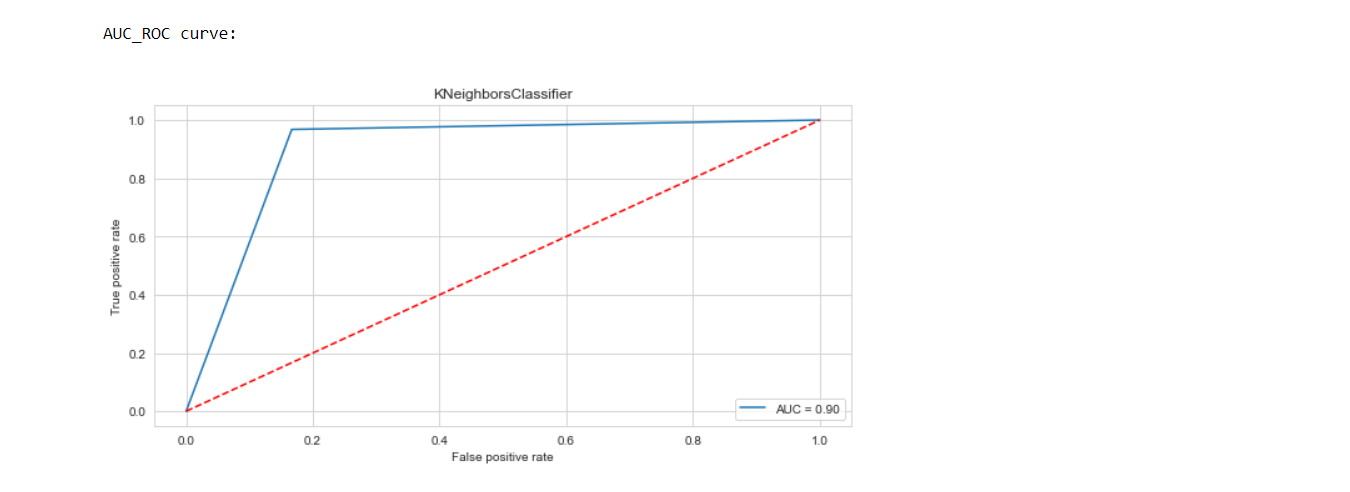 AUC_ROC curve:
KNeighborsClassifier
1.0
0.8
0.6
0.4
0.2
0.0
True positive rate
AUC = 0.90
0.0 0.2 0.4 0.6 0.8 1.0
False positive rate